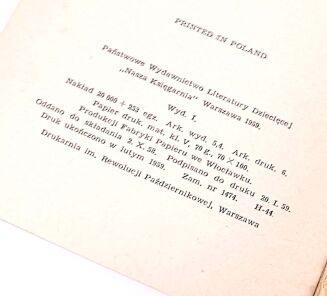 PRINTED IN POLAND
Państwowe Wydawnictwo Literatury Dziecięcej
„Nasza Księgarnia" Warszawa 1959.
Wyd. I.
Nakład 20 000 + 253 egz. Ark. wyd. 5,4. Ark. druk. 6.
Papier druk. mat. kl. V, 70 g., 70 × 100.
Produkcji Fabryki Papieru we Włocławku.
Oddano do składania 2. X. 58. Podpisano do druku 20. I. 59.
Druk ukończono w lutym 1959. Zam. nr 1474. H-44.
Drukarnia im. Rewolucji Październikowej, Warszawa